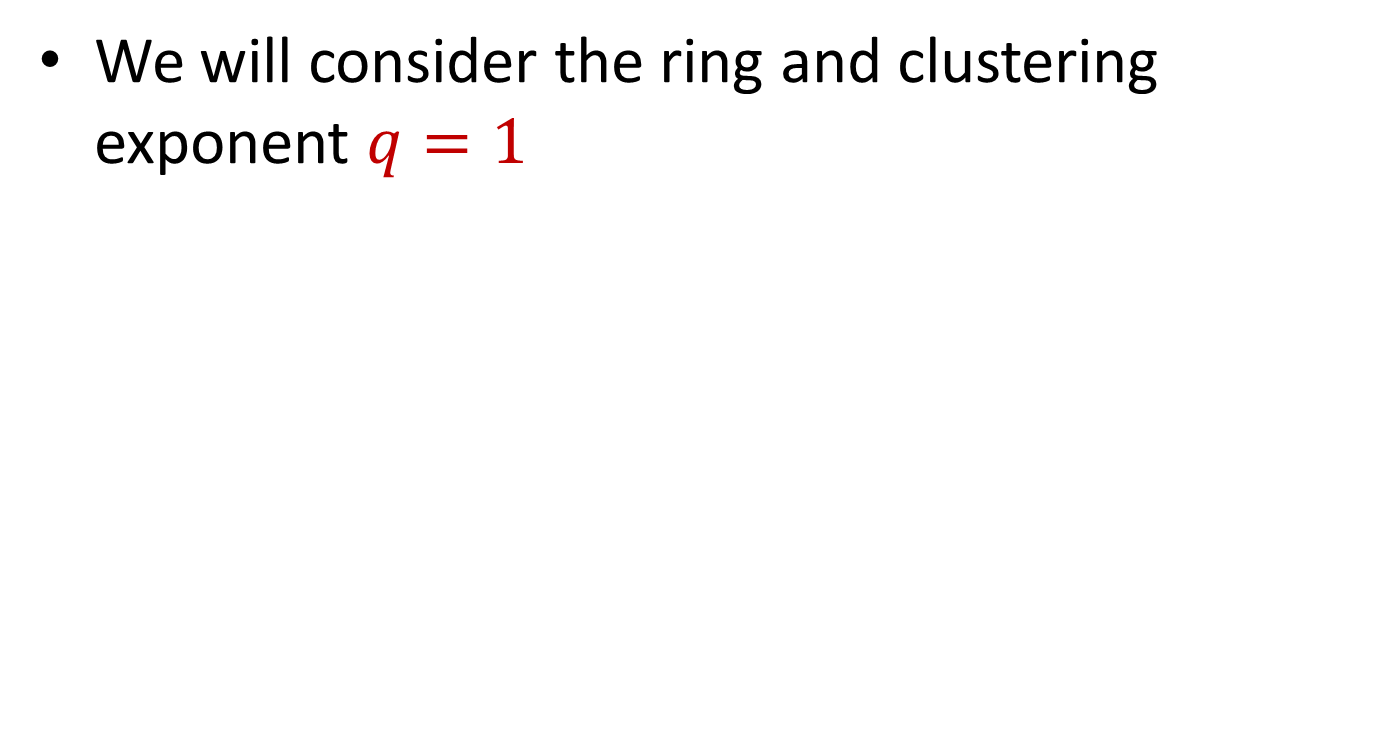 • We will consider the ring and clustering
exponent q = 1